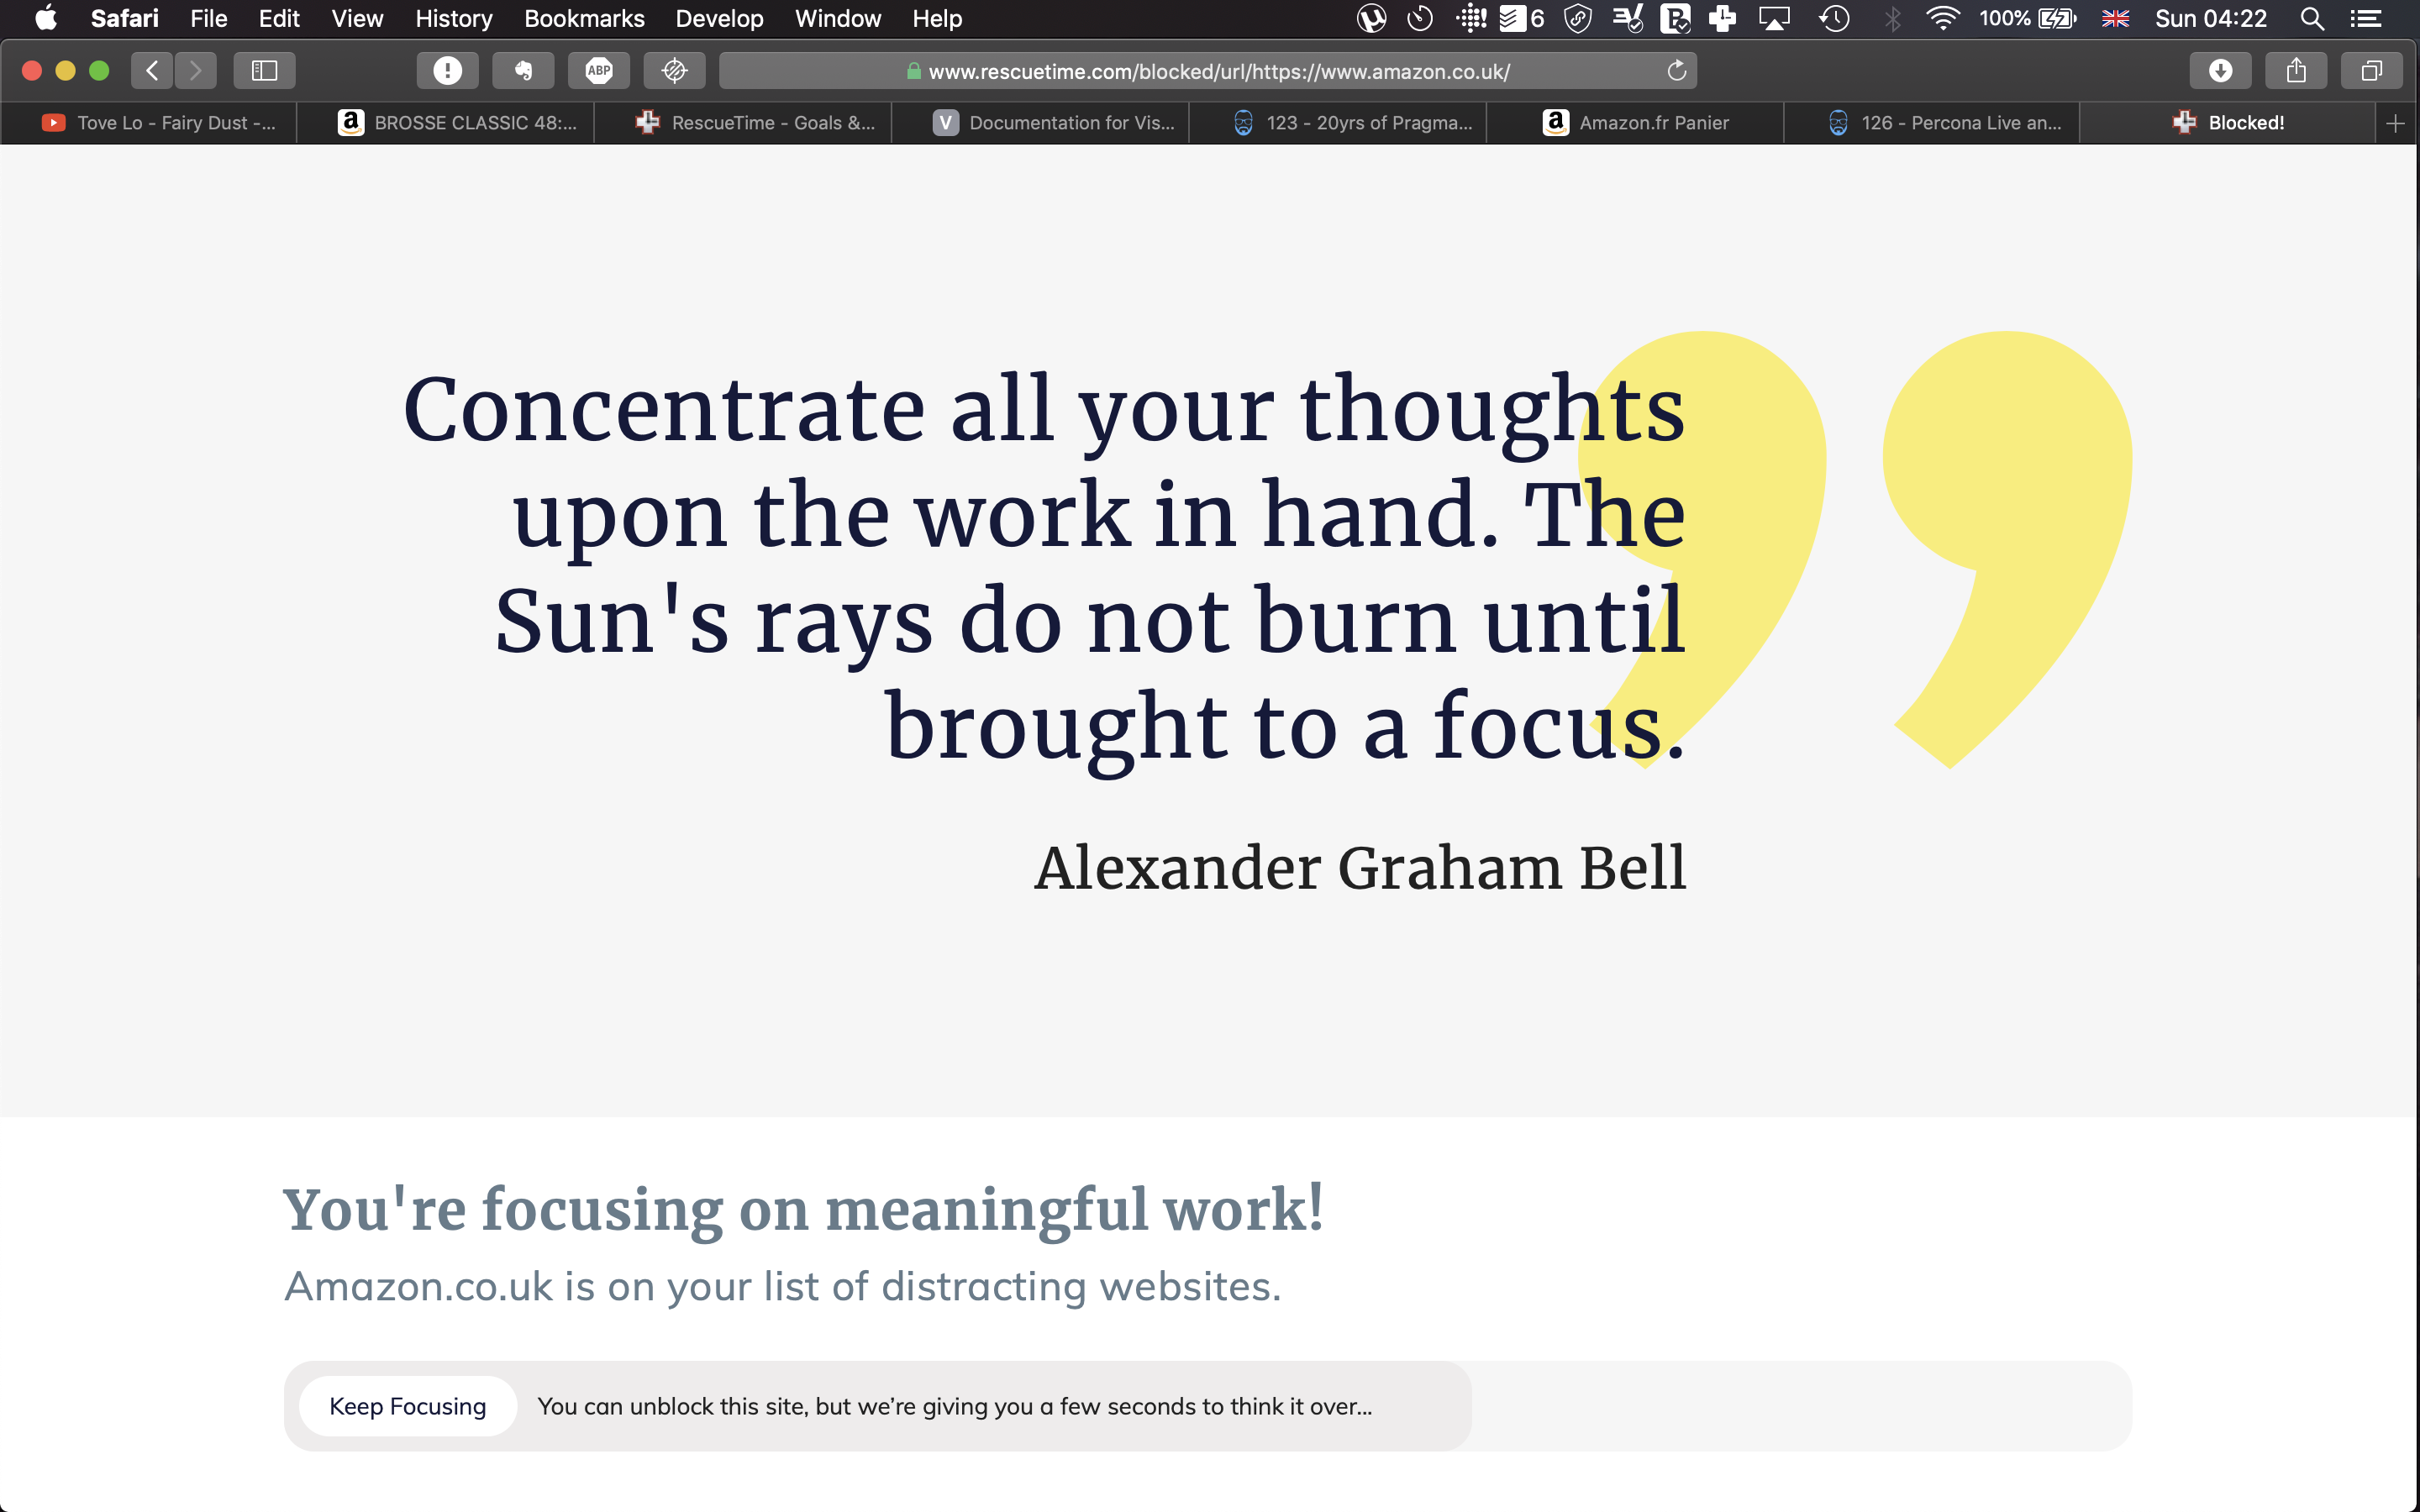 Safari File Edit View History Bookmarks Develop Window Help 6 100% Sun 04:22
ABP www.rescuetime.com/blocked/url/https://www.amazon.co.uk/
Tove Lo - Fairy Dust -... a BROSSE CLASSIC 48:... RescueTime - Goals &... V Documentation for Vis... 123 - 20yrs of Pragma... a Amazon.fr Panier 126 - Percona Live an... Blocked!
Concentrate all your thoughts
upon the work in hand. The
Sun's rays do not burn until
brought to a focus.
Alexander Graham Bell
You're focusing on meaningful work!
Amazon.co.uk is on your list of distracting websites.
Keep Focusing You can unblock this site, but we’re giving you a few seconds to think it over...